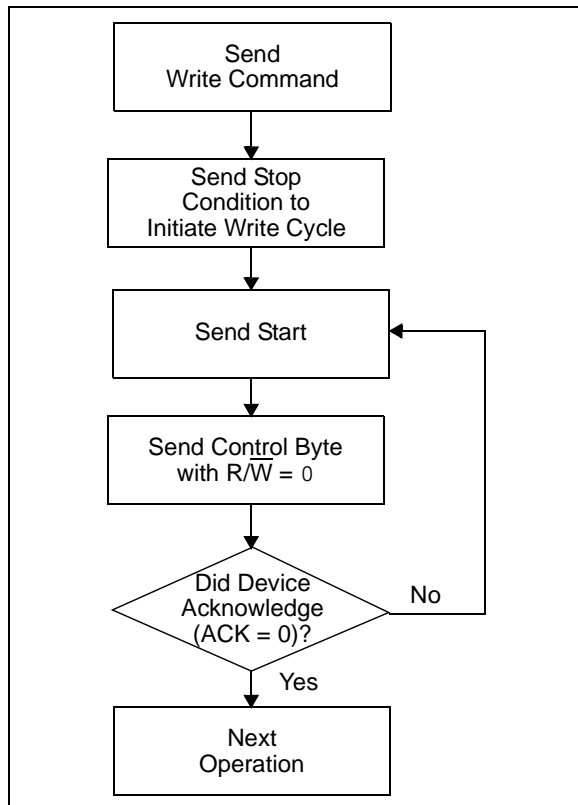 Send
Write Command
Send Stop
Condition to
Initiate Write Cycle
Send Start
Send Control Byte
with R/W̅ = 0
Did Device
Acknowledge
(ACK = 0)?
No
Yes
Next
Operation